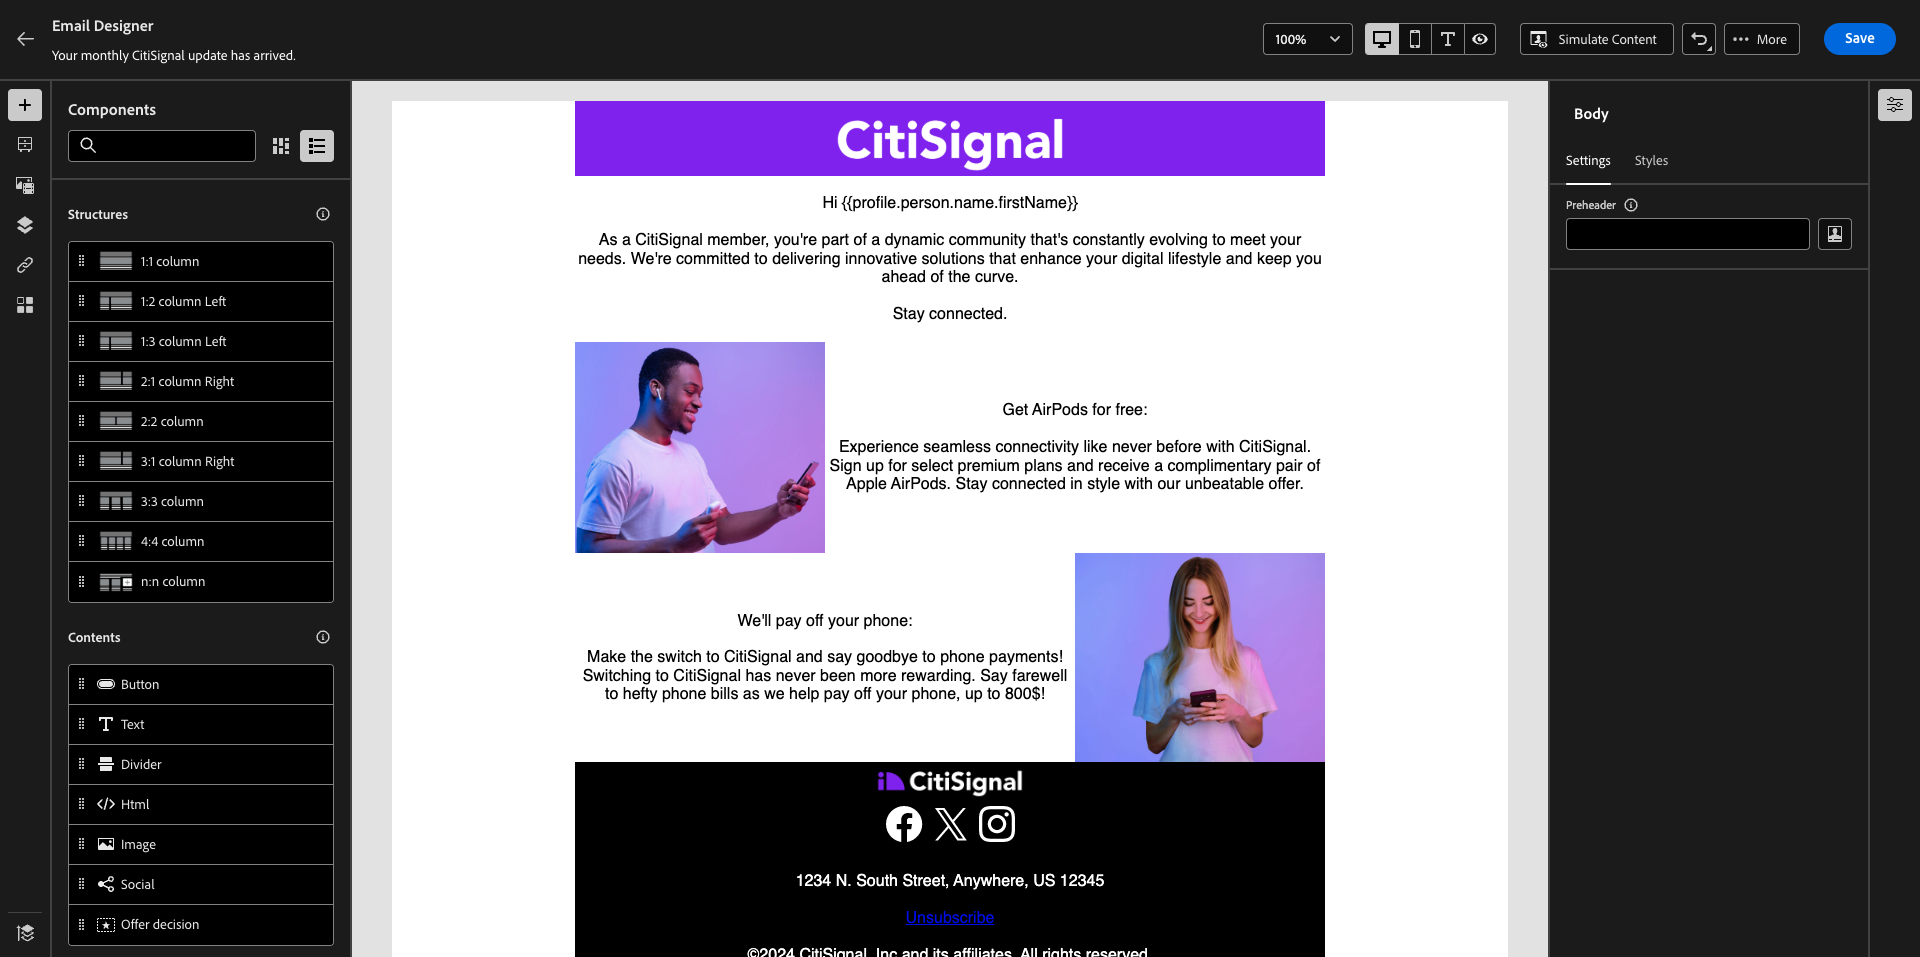 Email Designer
Your monthly CitiSignal update has arrived.
100%
Simulate Content
More
Save
Components
Structures
1:1 column
1:2 column Left
1:3 column Left
2:1 column Right
2:2 column
3:1 column Right
3:3 column
4:4 column
n:n column
Contents
Button
Text
Divider
Html
Image
Social
Offer decision
CitiSignal
Hi {{profile.person.name.firstName}}
As a CitiSignal member, you're part of a dynamic community that's constantly evolving to meet your
needs. We're committed to delivering innovative solutions that enhance your digital lifestyle and keep you
ahead of the curve.
Stay connected.
Get AirPods for free:
Experience seamless connectivity like never before with CitiSignal.
Sign up for select premium plans and receive a complimentary pair of
Apple AirPods. Stay connected in style with our unbeatable offer.
We'll pay off your phone:
Make the switch to CitiSignal and say goodbye to phone payments!
Switching to CitiSignal has never been more rewarding. Say farewell
to hefty phone bills as we help pay off your phone, up to 800$!
CitiSignal
1234 N. South Street, Anywhere, US 12345
Unsubscribe
©2024 CitiSignal, Inc and its affiliates. All rights reserved.
Body
Settings
Styles
Preheader